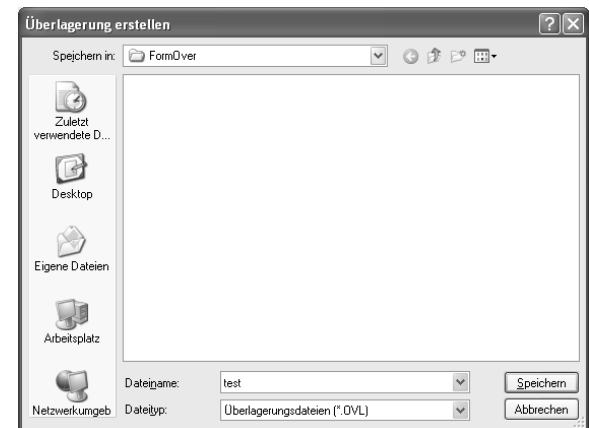 Überlagerung erstellen
Speichern in:
FormOver
Zuletzt
verwendete D...
Desktop
Eigene Dateien
Arbeitsplatz
Netzwerkumgeb
Dateiname:
test
Speichern
Dateityp:
Überlagerungsdateien (*.OVL)
Abbrechen